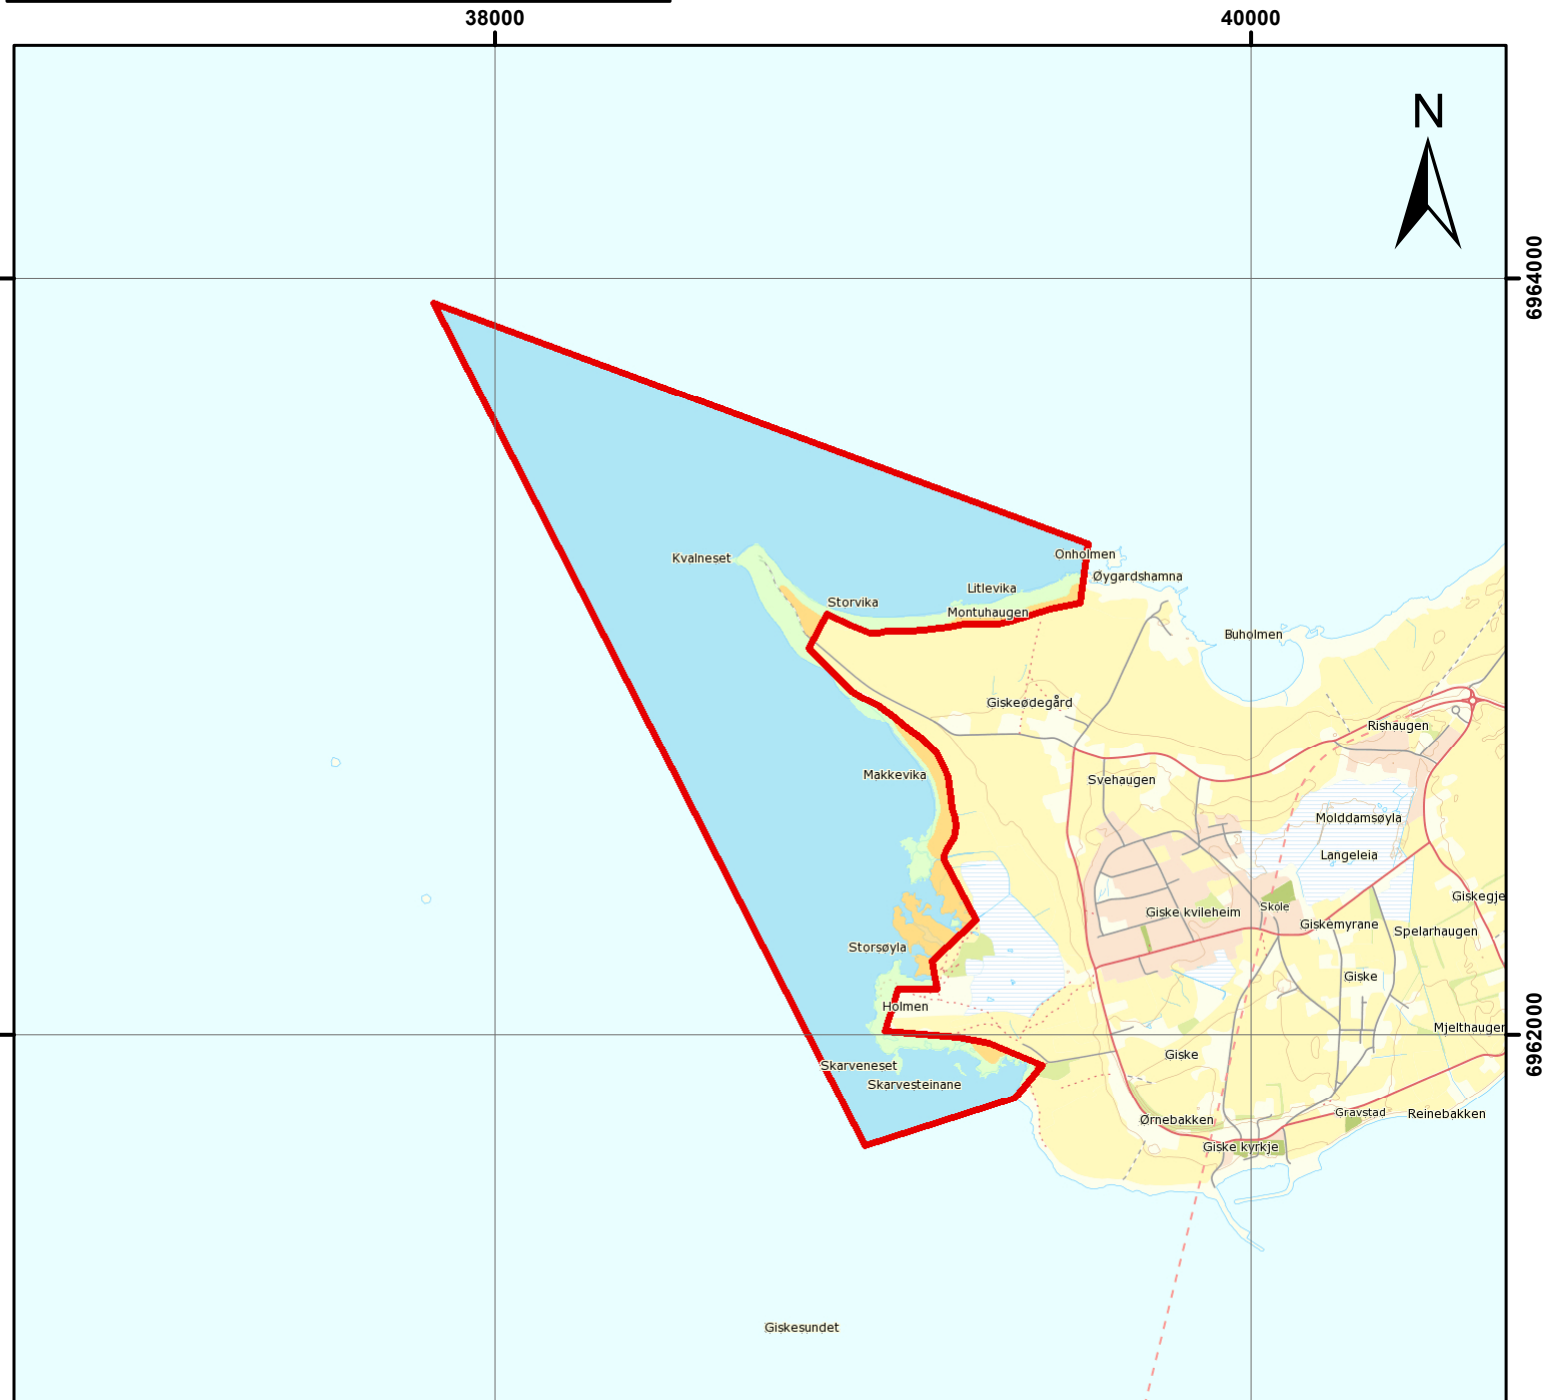 38000
40000
N
6964000
Kvalneset
Onholmen
Øygardshamna
Litlevika
Storvika
Montuhaugen
Buholmen
Giskeødegård
Rishaugen
Makkevika
Svehaugen
Molddamsøyla
Langeleia
Giskegje
Skole
Giske kvileheim
Giskemyrane
Spelarhaugen
Storsøyla
Giske
Holmen
6962000
Mjelthaugen
Giske
Skarveneset
Skarvesteinane
Gravstad
Reinebakken
Ørnebakken
Giske kyrkje
Giskesundet